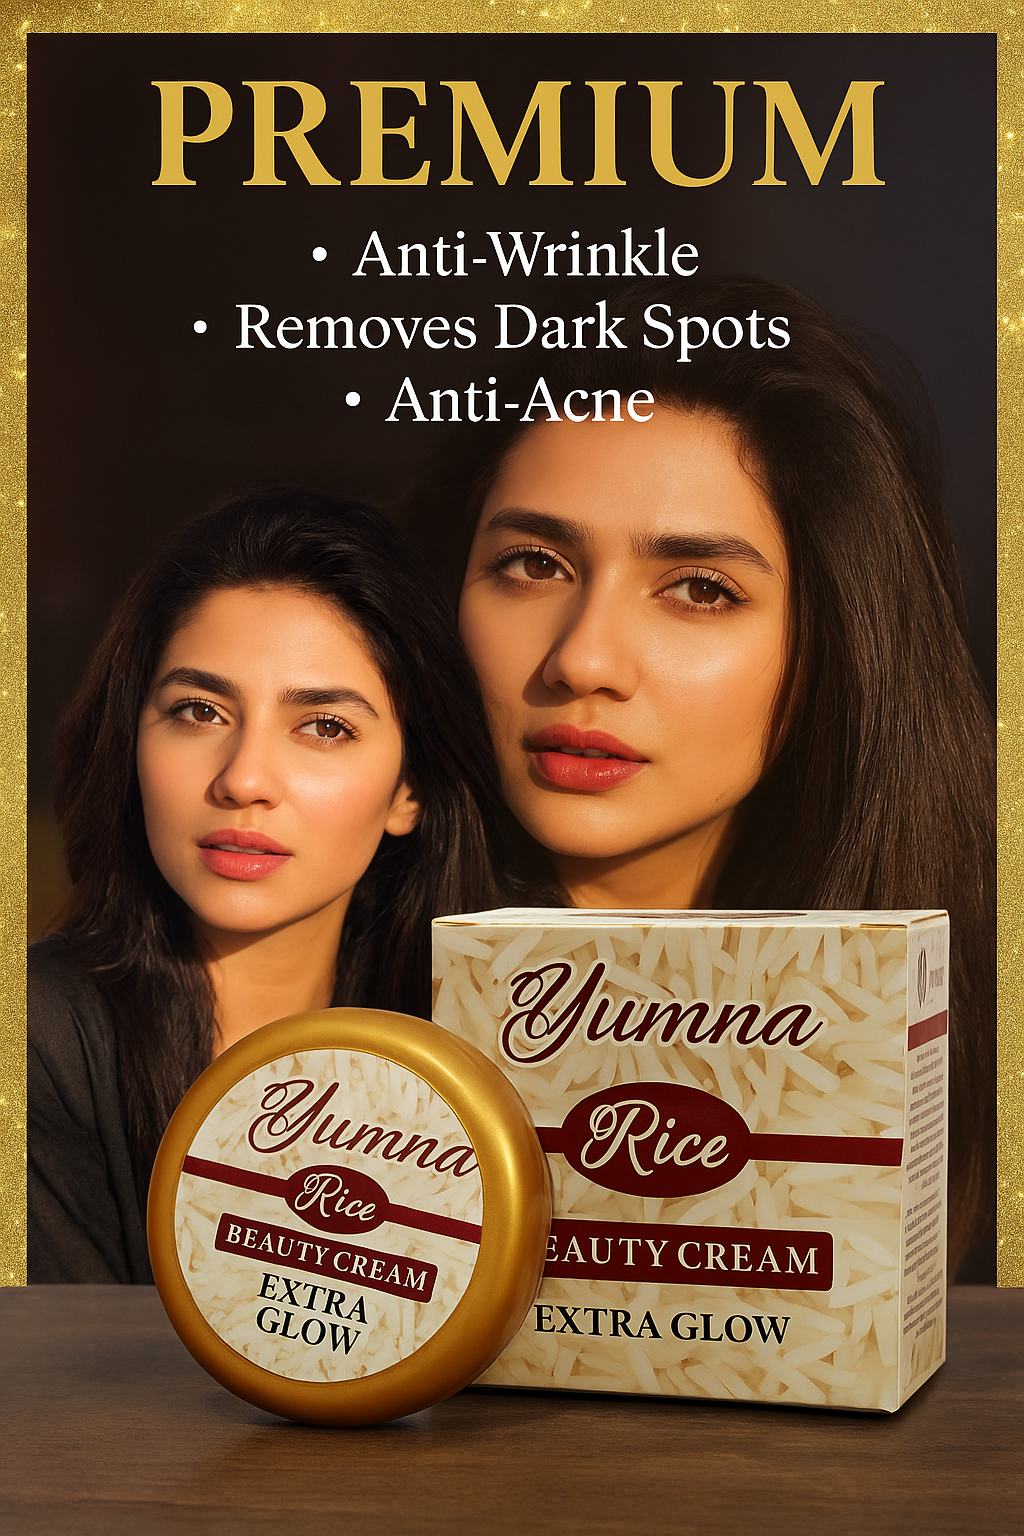 PREMIUM
• Anti-Wrinkle
• Removes Dark Spots
• Anti-Acne
Yumna
Rice
BEAUTY CREAM
EXTRA
GLOW
Yumna
Rice
EAUTY CREAM
EXTRA GLOW